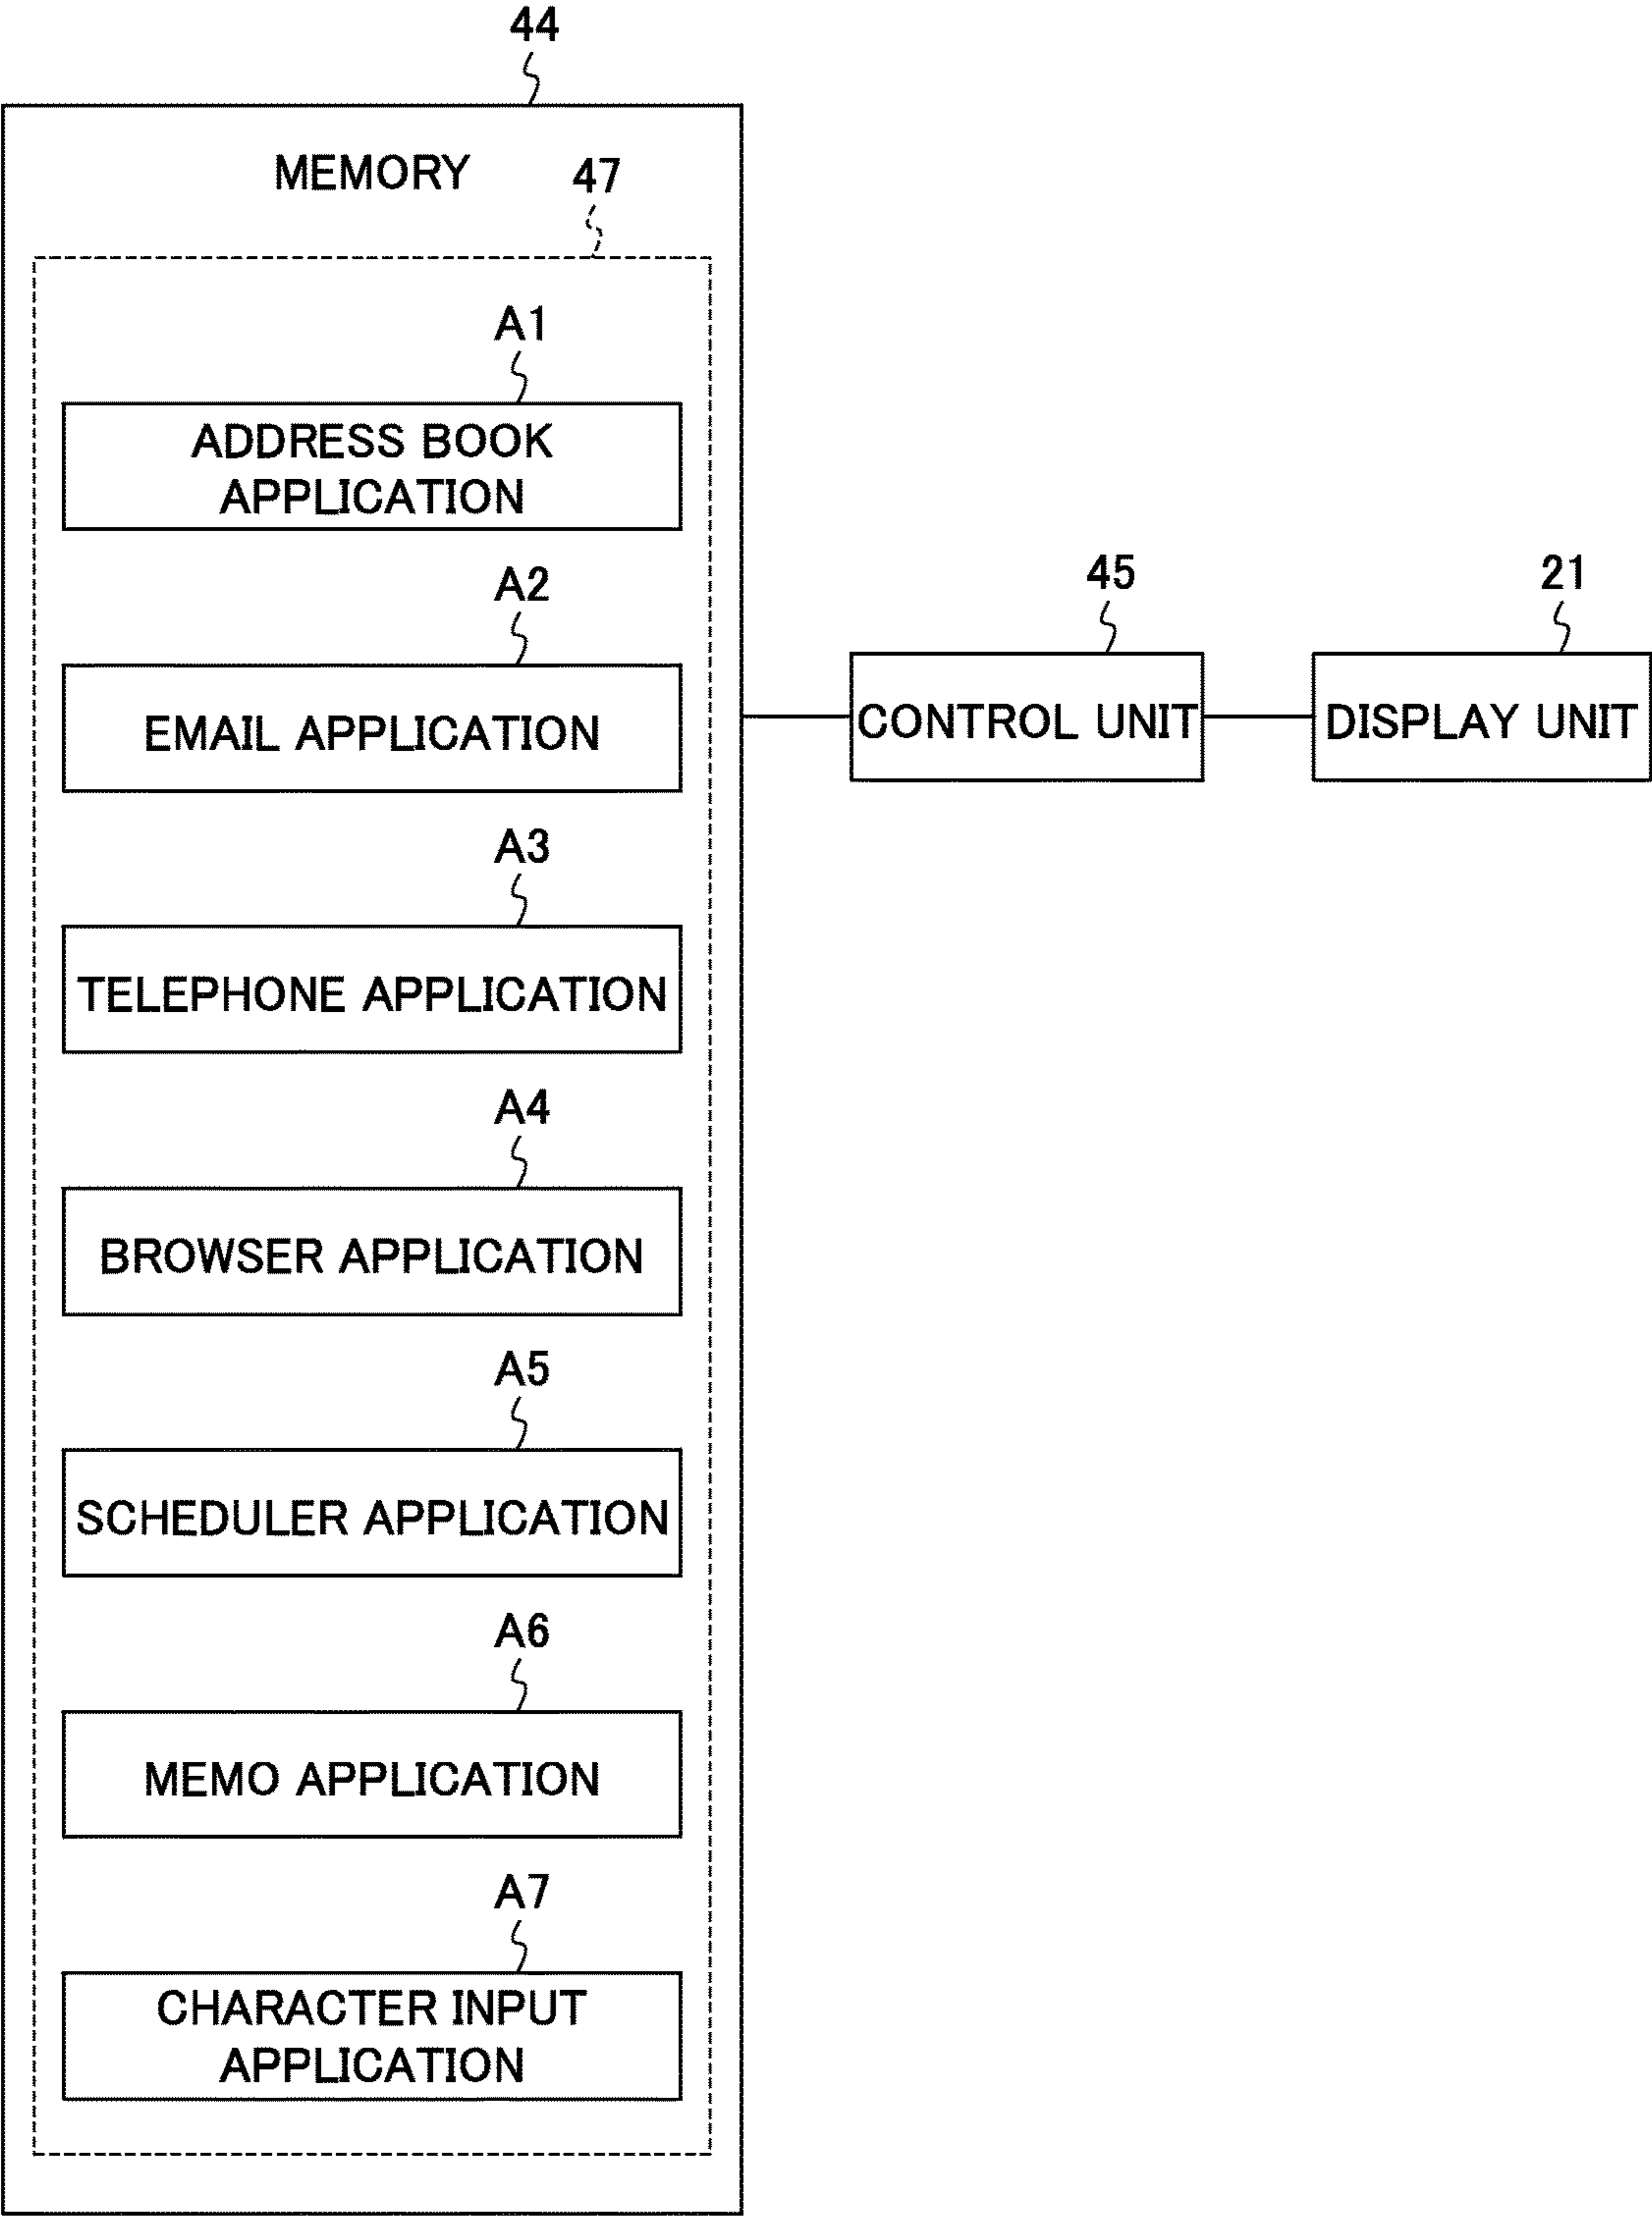 44
MEMORY
47
A1
ADDRESS BOOK
APPLICATION
A2
EMAIL APPLICATION
A3
TELEPHONE APPLICATION
A4
BROWSER APPLICATION
A5
SCHEDULER APPLICATION
A6
MEMO APPLICATION
A7
CHARACTER INPUT
APPLICATION
45
CONTROL UNIT
21
DISPLAY UNIT